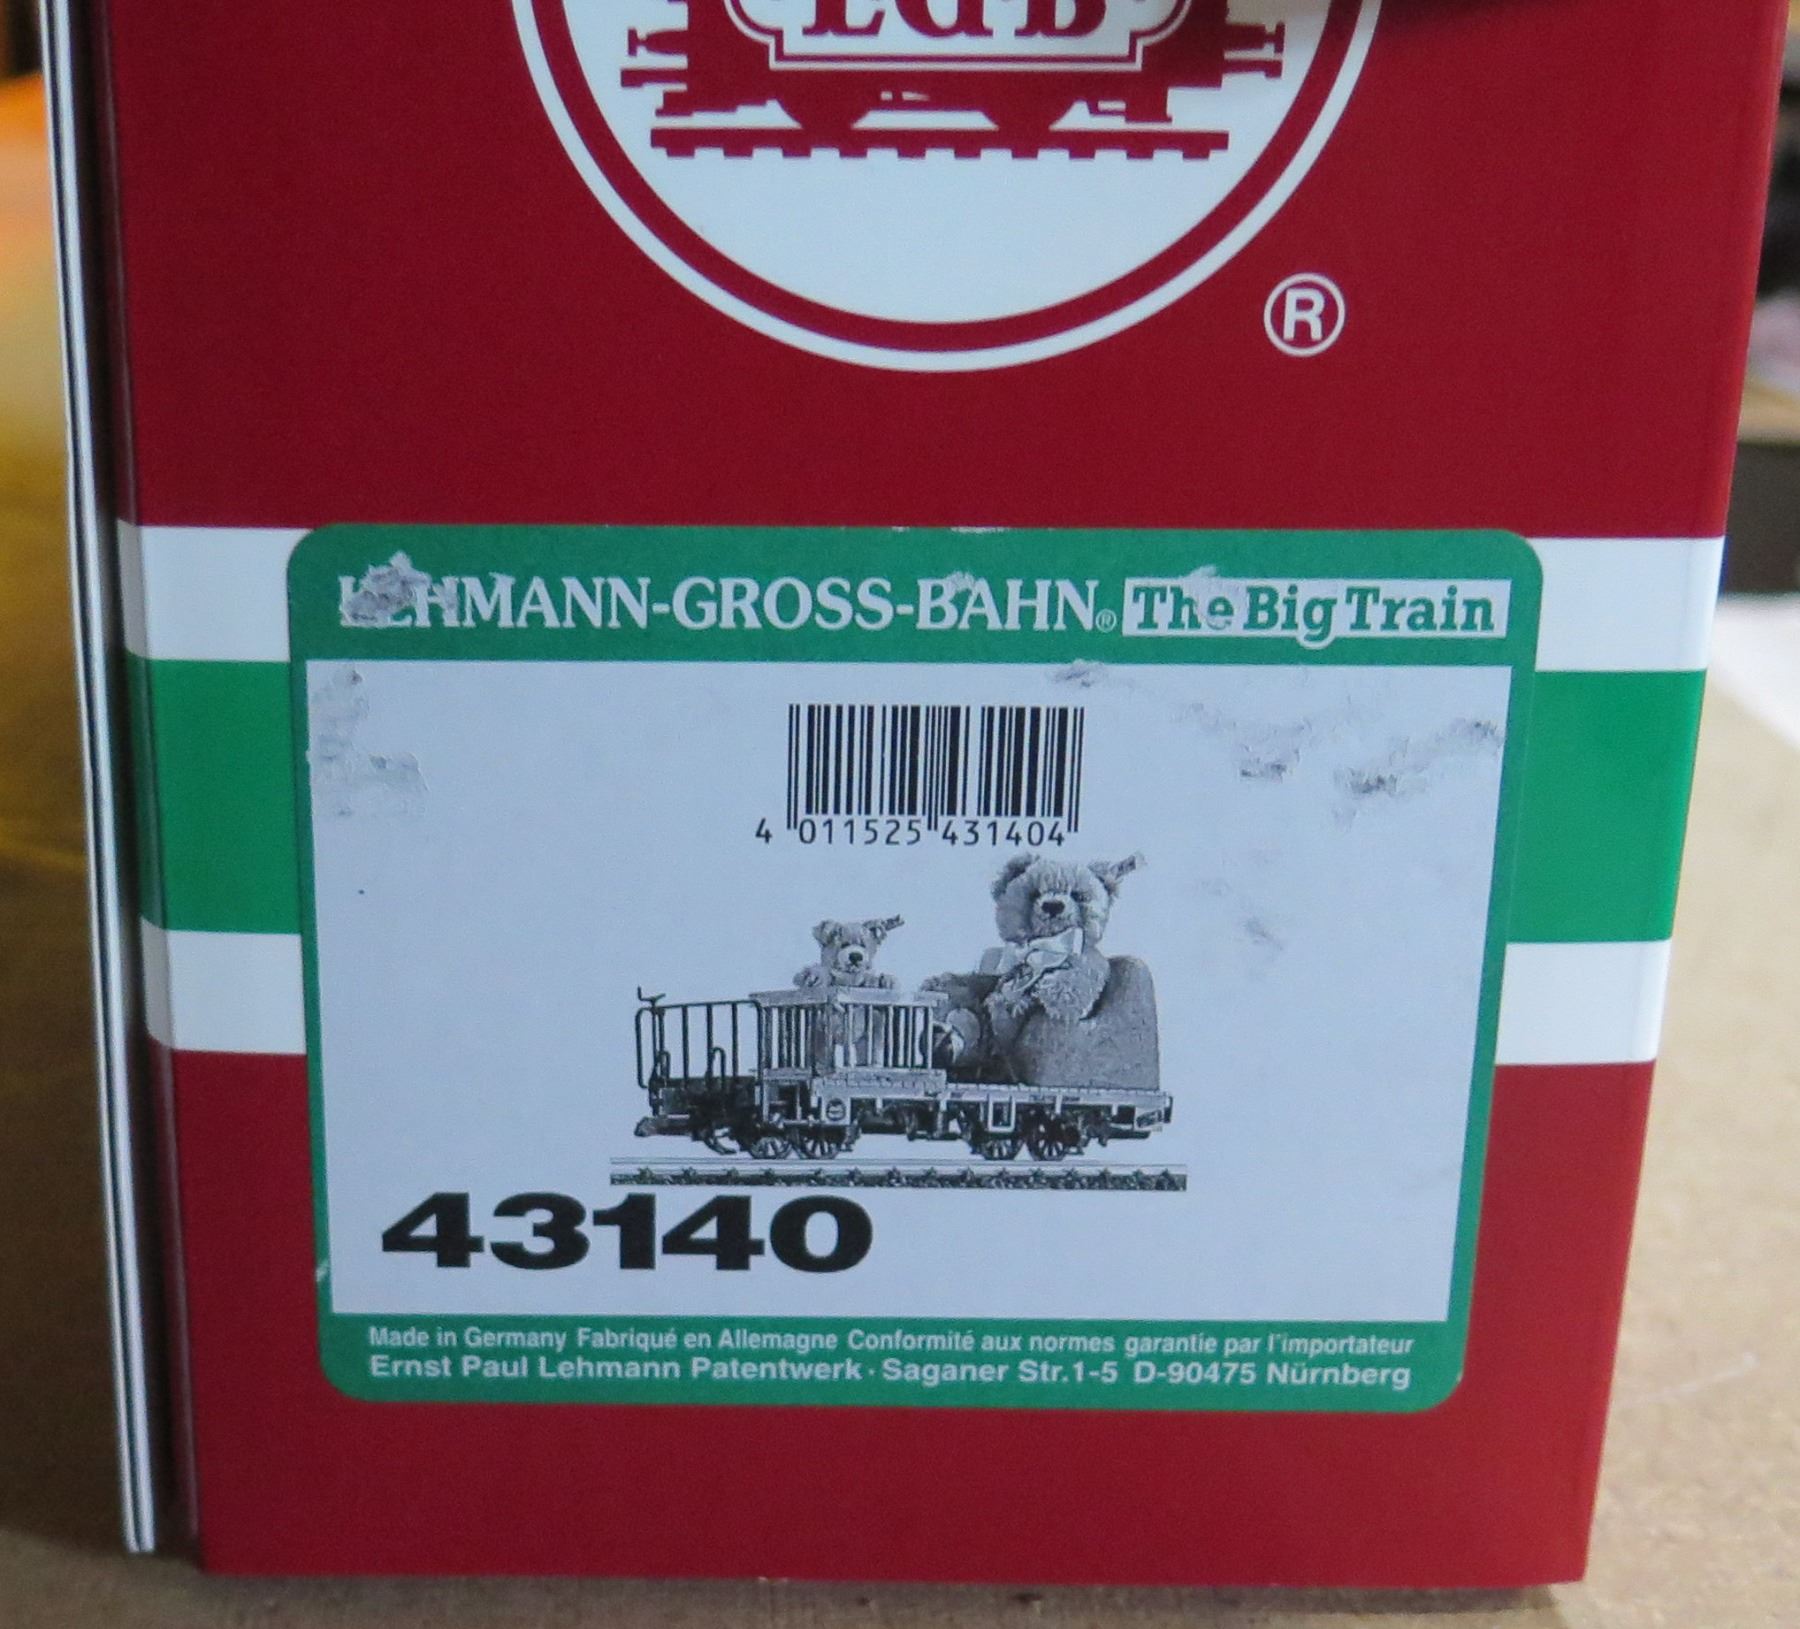 LGB
®
LEHMANN-GROSS-BAHN® The Big Train
4 011525 431404
43140
Made in Germany Fabriqué en Allemagne Conformité aux normes garantie par l'importateur
Ernst Paul Lehmann Patentwerk · Saganer Str.1-5 D-90475 Nürnberg